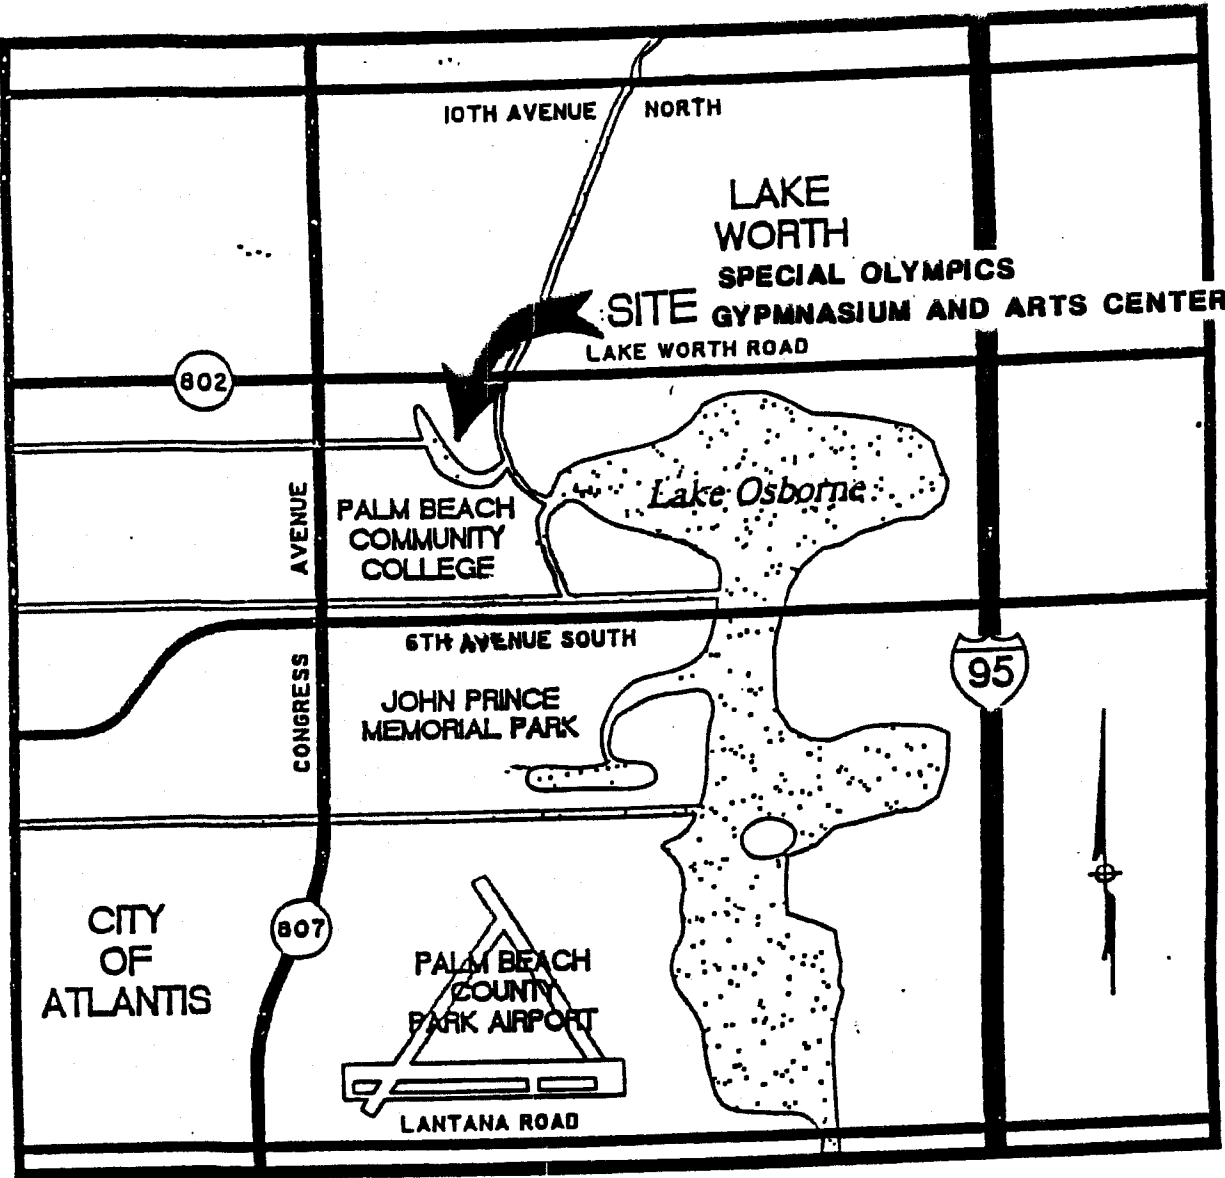 10TH AVENUE NORTH
LAKE
WORTH
SPECIAL OLYMPICS
SITE GYPMNASIUM AND ARTS CENTER
LAKE WORTH ROAD
802
Lake Osborne
AVENUE
PALM BEACH
COMMUNITY
COLLEGE
6TH AVENUE SOUTH
CONGRESS
95
JOHN PRINCE
MEMORIAL PARK
CITY
OF
ATLANTIS
807
PALM BEACH
COUNTY
PARK AIRPORT
LANTANA ROAD